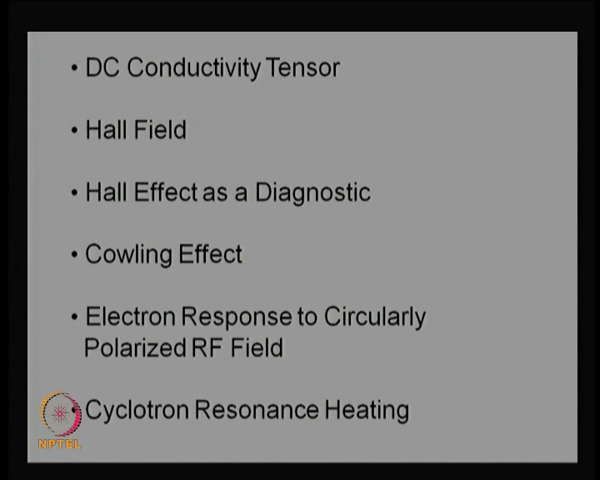 • DC Conductivity Tensor
• Hall Field
• Hall Effect as a Diagnostic
• Cowling Effect
• Electron Response to Circularly
Polarized RF Field
• Cyclotron Resonance Heating
NPTEL